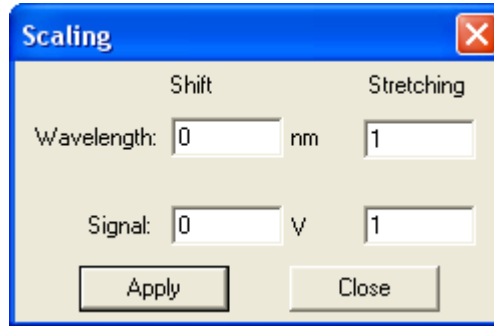 Scaling
Shift Stretching
Wavelength: 0 nm 1
Signal: 0 V 1
Apply Close